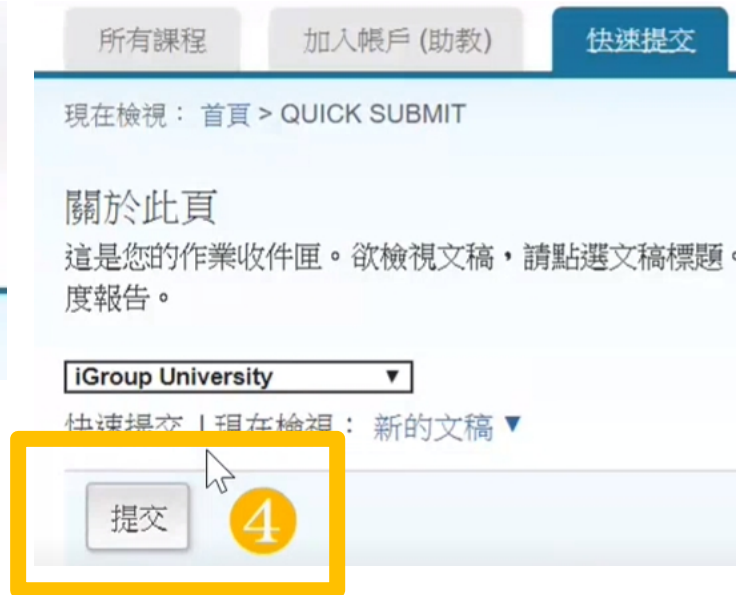 所有課程
加入帳戶 (助教)
快速提交
現在檢視： 首頁 > QUICK SUBMIT
關於此頁
這是您的作業收件匣。欲檢視文稿，請點選文稿標題。
度報告。
iGroup University ▼
快速提交 | 現在檢視： 新的文稿 ▼
提交
4